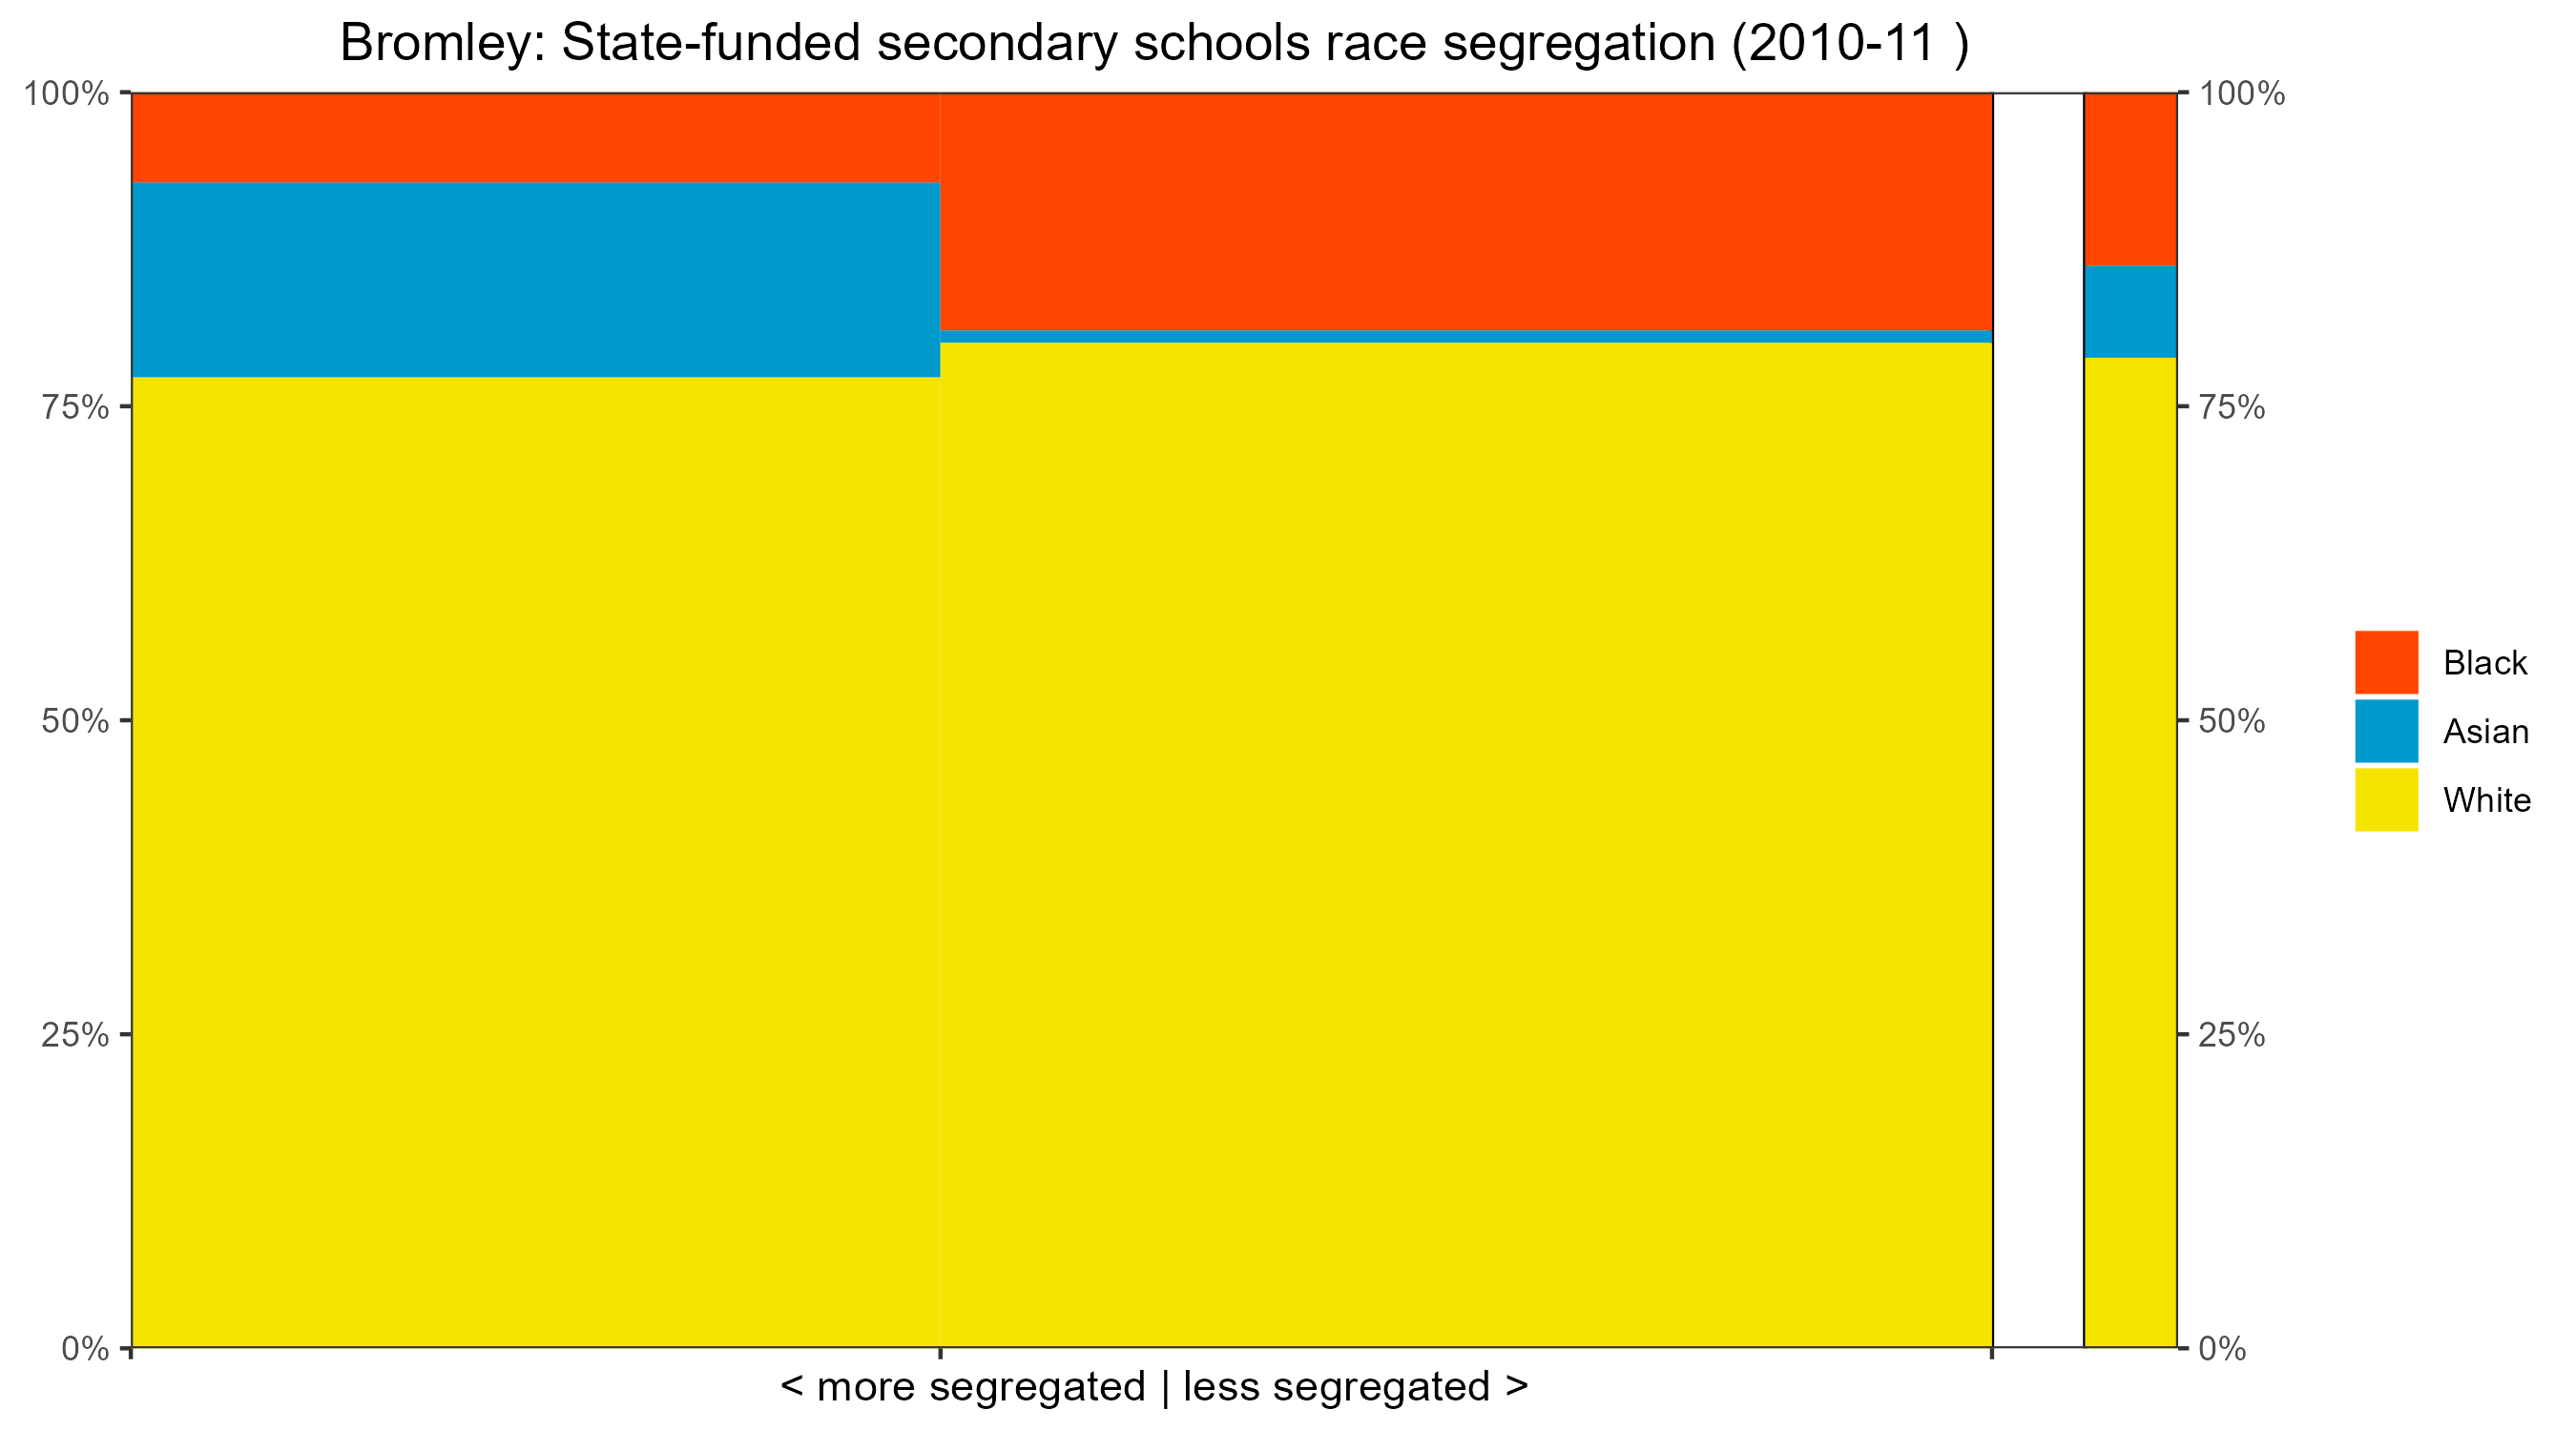 Bromley: State-funded secondary schools race segregation (2010-11 )
100%
75%
50%
25%
0%
100%
75%
50%
25%
0%
Black
Asian
White
< more segregated | less segregated >